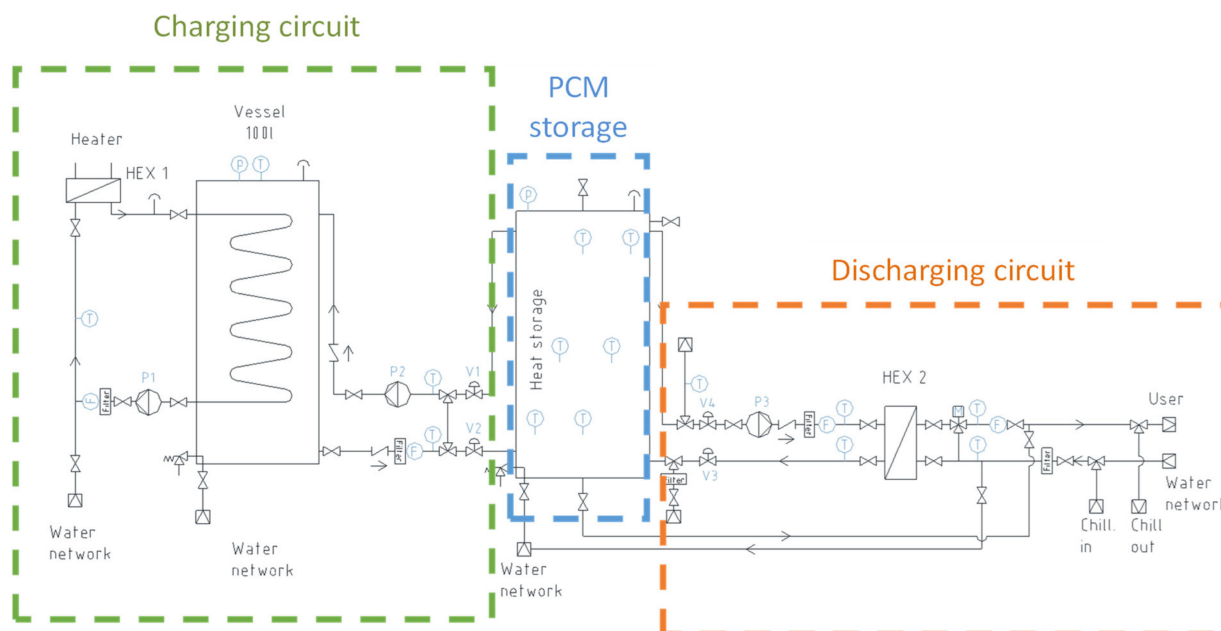 Charging circuit
PCM
storage
Discharging circuit
Vessel
100l
Heater
HEX 1
P
T
P
T
T
T
Heat storage
T
T
T
T
F
Filter
P1
P2
T
V1
Filter
F
T
V2
T
V4
P3
Filter
F
T
HEX 2
M
T
F
User
V3
T
T
Filter
Filter
Water
network
Chill.
in
Chill
out
Water
network
Water
network
Water
network